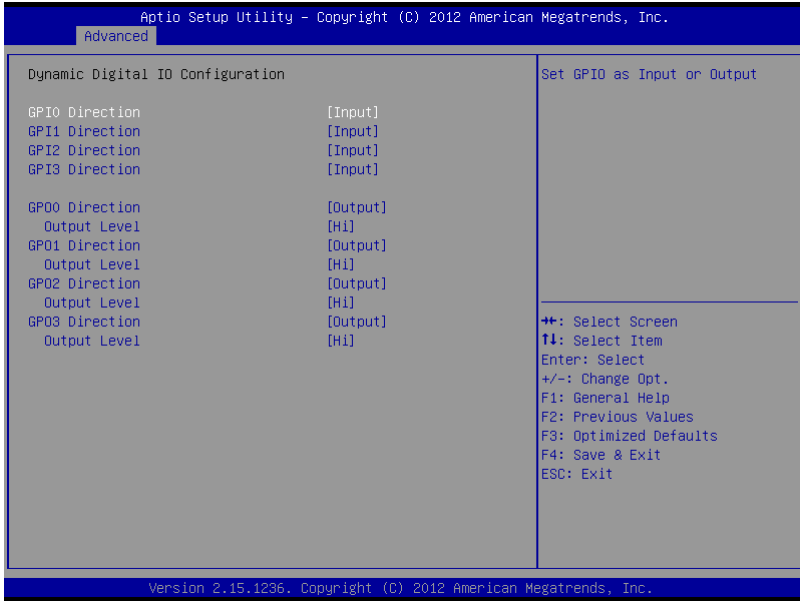 Aptio Setup Utility – Copyright (C) 2012 American Megatrends, Inc.
Advanced
Dynamic Digital IO Configuration
GPI0 Direction [Input]
GPI1 Direction [Input]
GPI2 Direction [Input]
GPI3 Direction [Input]
GPO0 Direction [Output]
Output Level [Hi]
GPO1 Direction [Output]
Output Level [Hi]
GPO2 Direction [Output]
Output Level [Hi]
GPO3 Direction [Output]
Output Level [Hi]
Set GPIO as Input or Output
→←: Select Screen
↑↓: Select Item
Enter: Select
+/-: Change Opt.
F1: General Help
F2: Previous Values
F3: Optimized Defaults
F4: Save & Exit
ESC: Exit
Version 2.15.1236. Copyright (C) 2012 American Megatrends, Inc.